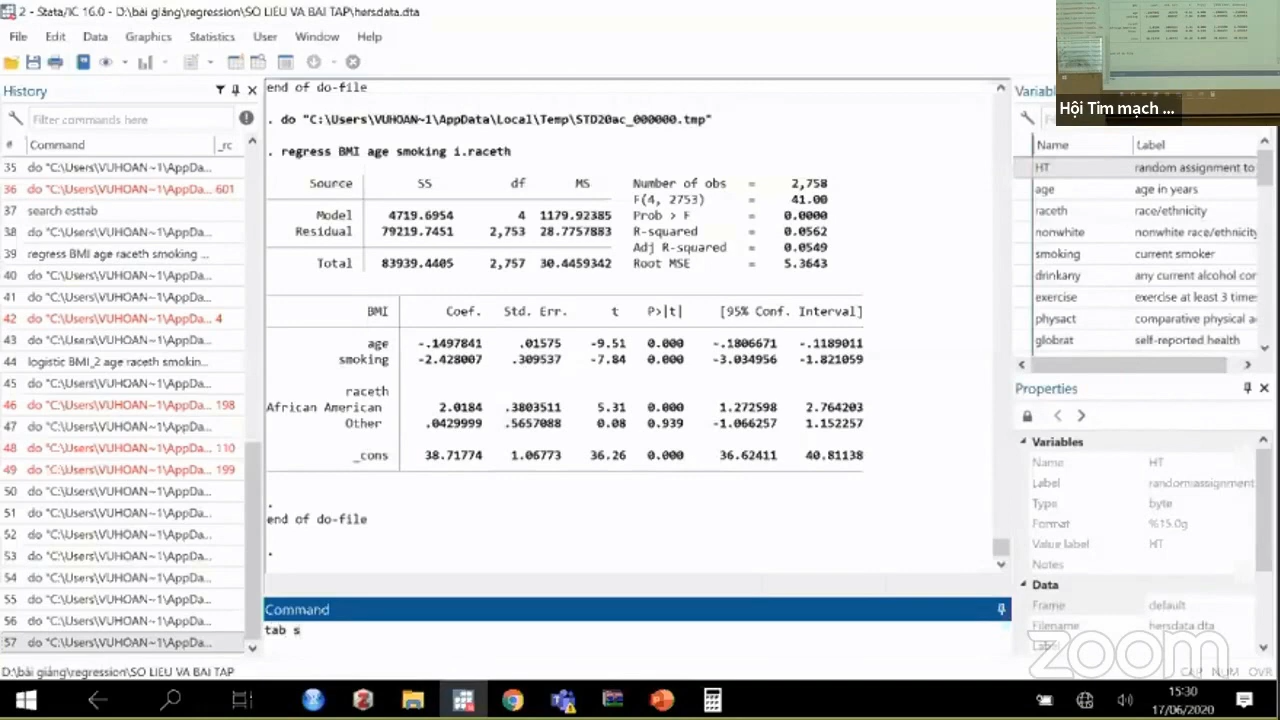 2 - Stata/IC 16.0 - D:\bài giảng\regression\SO LIEU VA BAI TAP\hersdata.dta
File Edit Data Graphics Statistics User Window Help
History
Filter commands here
# Command _rc
35 do "C:\Users\VUHOAN~1\AppDa...
36 do "C:\Users\VUHOAN~1\AppDa... 601
37 search esttab
38 do "C:\Users\VUHOAN~1\AppDa...
39 regress BMI age raceth smoking ...
40 do "C:\Users\VUHOAN~1\AppDa...
41 do "C:\Users\VUHOAN~1\AppDa...
42 do "C:\Users\VUHOAN~1\AppDa... 4
43 do "C:\Users\VUHOAN~1\AppDa...
44 logistic BMI_2 age raceth smokin...
45 do "C:\Users\VUHOAN~1\AppDa...
46 do "C:\Users\VUHOAN~1\AppDa... 198
47 do "C:\Users\VUHOAN~1\AppDa...
48 do "C:\Users\VUHOAN~1\AppDa... 110
49 do "C:\Users\VUHOAN~1\AppDa... 199
50 do "C:\Users\VUHOAN~1\AppDa...
51 do "C:\Users\VUHOAN~1\AppDa...
52 do "C:\Users\VUHOAN~1\AppDa...
53 do "C:\Users\VUHOAN~1\AppDa...
54 do "C:\Users\VUHOAN~1\AppDa...
55 do "C:\Users\VUHOAN~1\AppDa...
56 do "C:\Users\VUHOAN~1\AppDa...
57 do "C:\Users\VUHOAN~1\AppDa...
end of do-file
. do "C:\Users\VUHOAN~1\AppData\Local\Temp\STD20ac_000000.tmp"
. regress BMI age smoking i.raceth
Source SS df MS Number of obs = 2,758
F(4, 2753) = 41.00
Model 4719.6954 4 1179.92385 Prob > F = 0.0000
Residual 79219.7451 2,753 28.7757883 R-squared = 0.0562
Adj R-squared = 0.0549
Total 83939.4405 2,757 30.4459342 Root MSE = 5.3643
BMI Coef. Std. Err. t P>|t| [95% Conf. Interval]
age -.1497841 .01575 -9.51 0.000 -.1806671 -.1189011
smoking -2.428007 .309537 -7.84 0.000 -3.034956 -1.821059
raceth
African American 2.0184 .3803511 5.31 0.000 1.272598 2.764203
Other .0429999 .5657088 0.08 0.939 -1.066257 1.152257
_cons 38.71774 1.06773 36.26 0.000 36.62411 40.81138
.
end of do-file
.
Command
tab s
Hội Tim mạch ...
Variab
Name Label
HT random assignment to
age age in years
raceth race/ethnicity
nonwhite nonwhite race/ethnicity
smoking current smoker
drinkany any current alcohol con
exercise exercise at least 3 times
physact comparative physical a
globrat self-reported health
Properties
Variables
Name HT
Label random assignment
Type byte
Format %15.0g
Value label HT
Notes
Data
Frame default
Filename hersdata.dta
Label
zoom
D:\bài giảng\regression\SO LIEU VA BAI TAP
CAP NUM OVR
15:30
17/06/2020